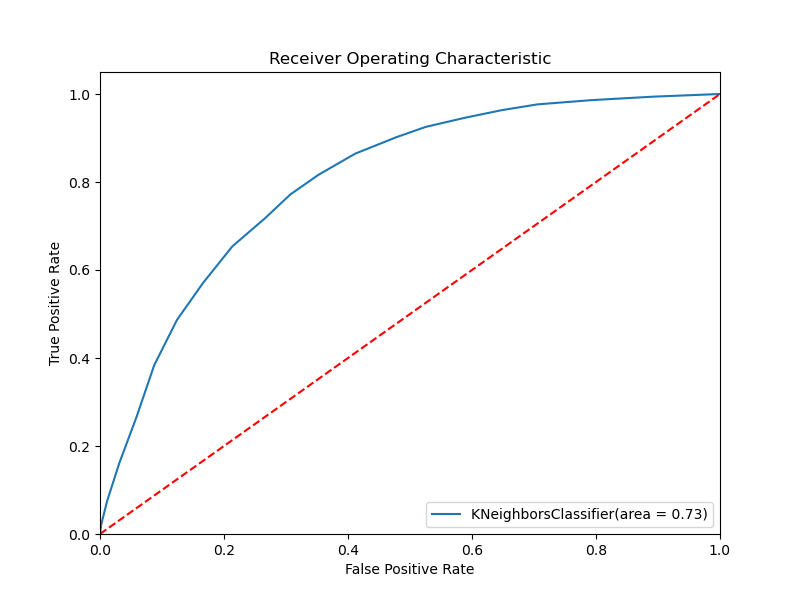 Receiver Operating Characteristic
1.0
0.8
0.6
0.4
0.2
0.0
True Positive Rate
KNeighborsClassifier(area = 0.73)
0.0 0.2 0.4 0.6 0.8 1.0
False Positive Rate